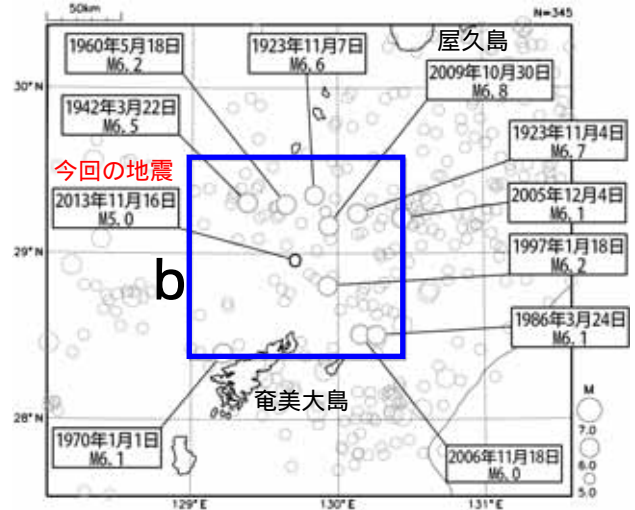 50km
N=345
屋久島
1960年5月18日
M6.2
1923年11月7日
M6.6
2009年10月30日
M6.8
30°N
1942年3月22日
M6.5
1923年11月4日
M6.7
今回の地震
2013年11月16日
M5.0
2005年12月4日
M6.1
29°N
1997年1月18日
M6.2
b
1986年3月24日
M6.1
奄美大島
M
7.0
6.0
5.0
28°N
1970年1月1日
M6.1
2006年11月18日
M6.0
129°E
130°E
131°E